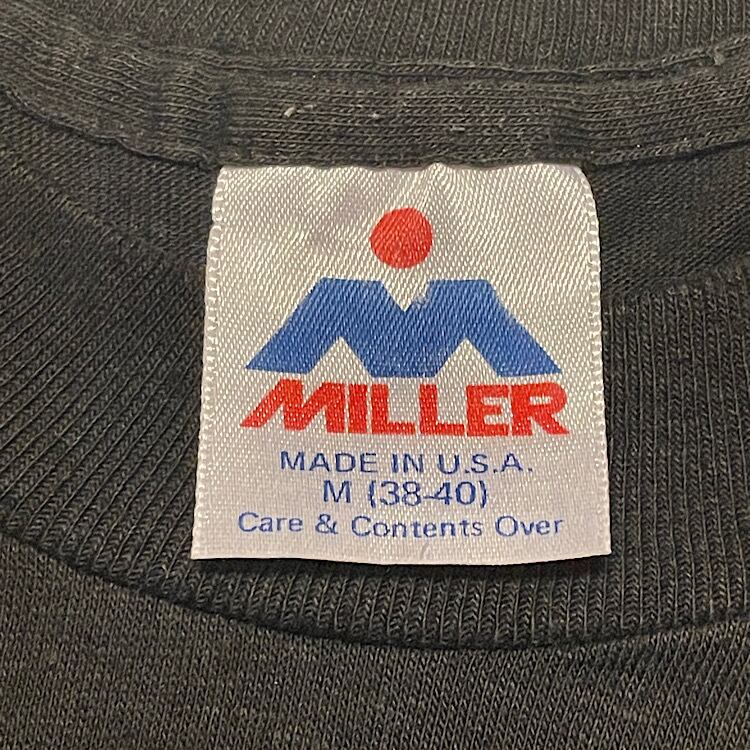 MILLER
MADE IN U.S.A.
M (38-40)
Care & Contents Over